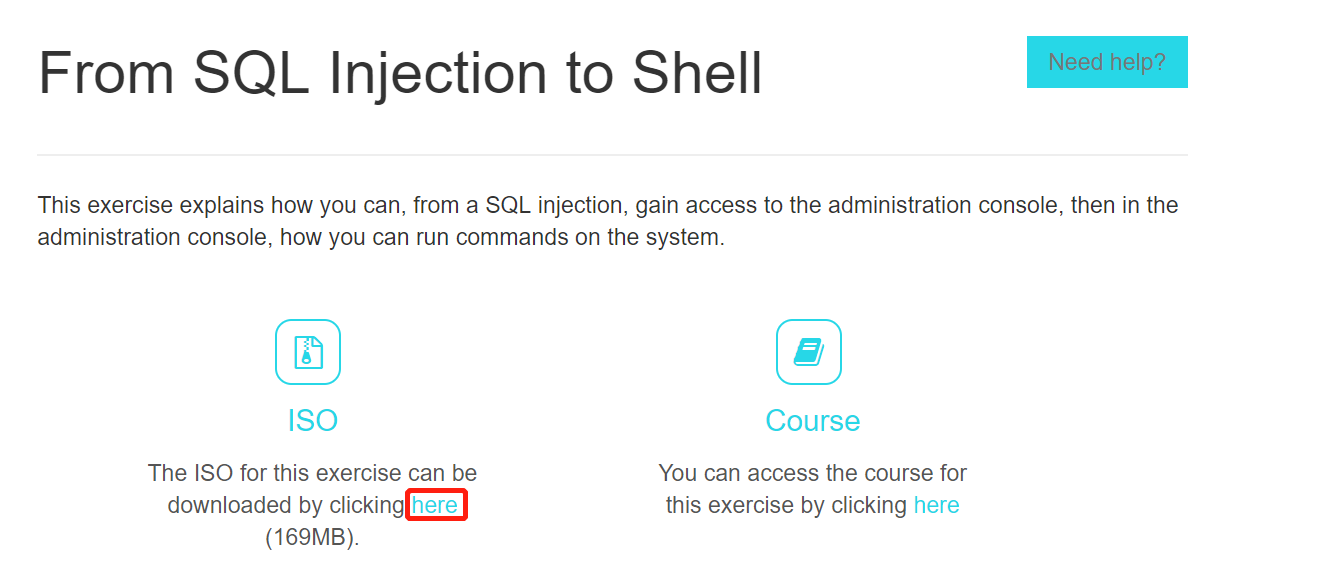 From SQL Injection to Shell
Need help?
This exercise explains how you can, from a SQL injection, gain access to the administration console, then in the
administration console, how you can run commands on the system.
ISO
The ISO for this exercise can be
downloaded by clicking here
(169MB).
Course
You can access the course for
this exercise by clicking here